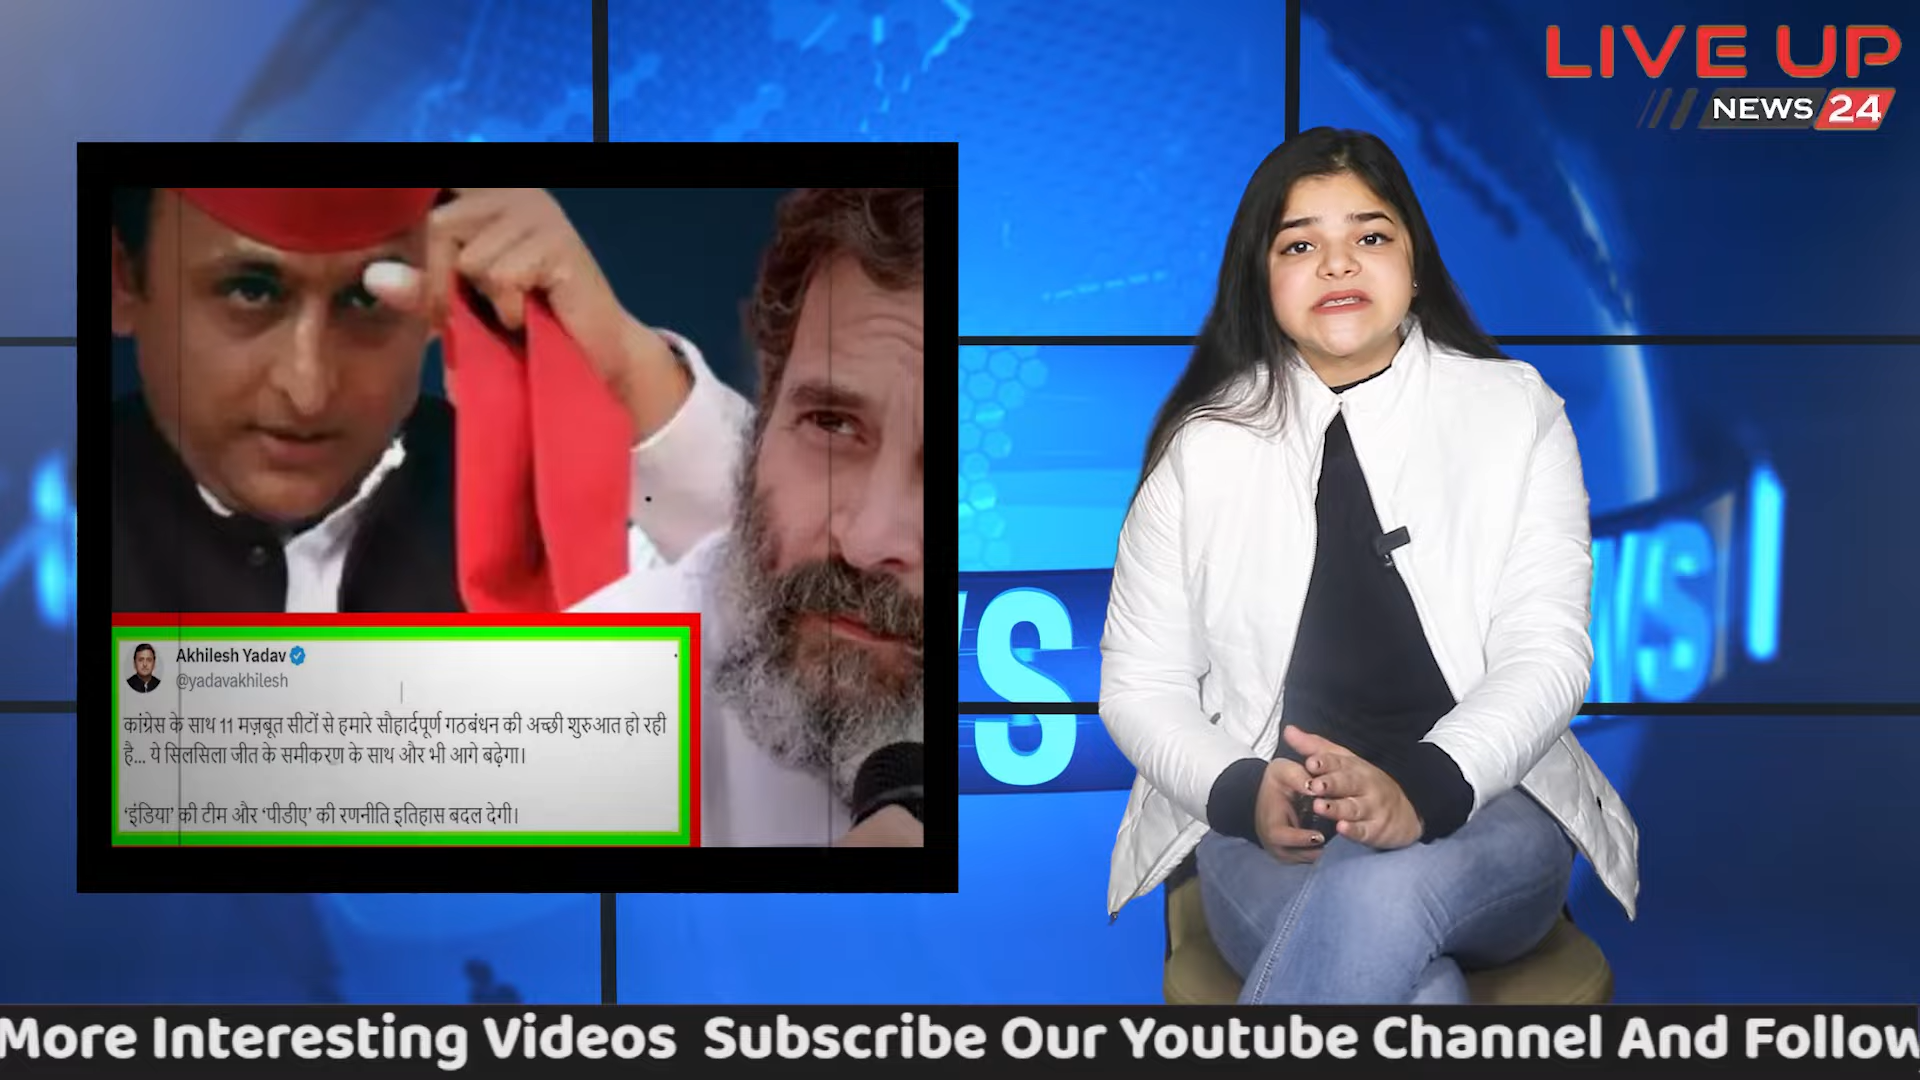 LIVE UP
NEWS 24
Akhilesh Yadav
@yadavakhilesh
कांग्रेस के साथ 11 मज़बूत सीटों से हमारे सौहार्दपूर्ण गठबंधन की अच्छी शुरुआत हो रही
है... ये सिलसिला जीत के समीकरण के साथ और भी आगे बढ़ेगा।
‘इंडिया’ की टीम और ‘पीडीए’ की रणनीति इतिहास बदल देगी।
More Interesting Videos Subscribe Our Youtube Channel And Follow